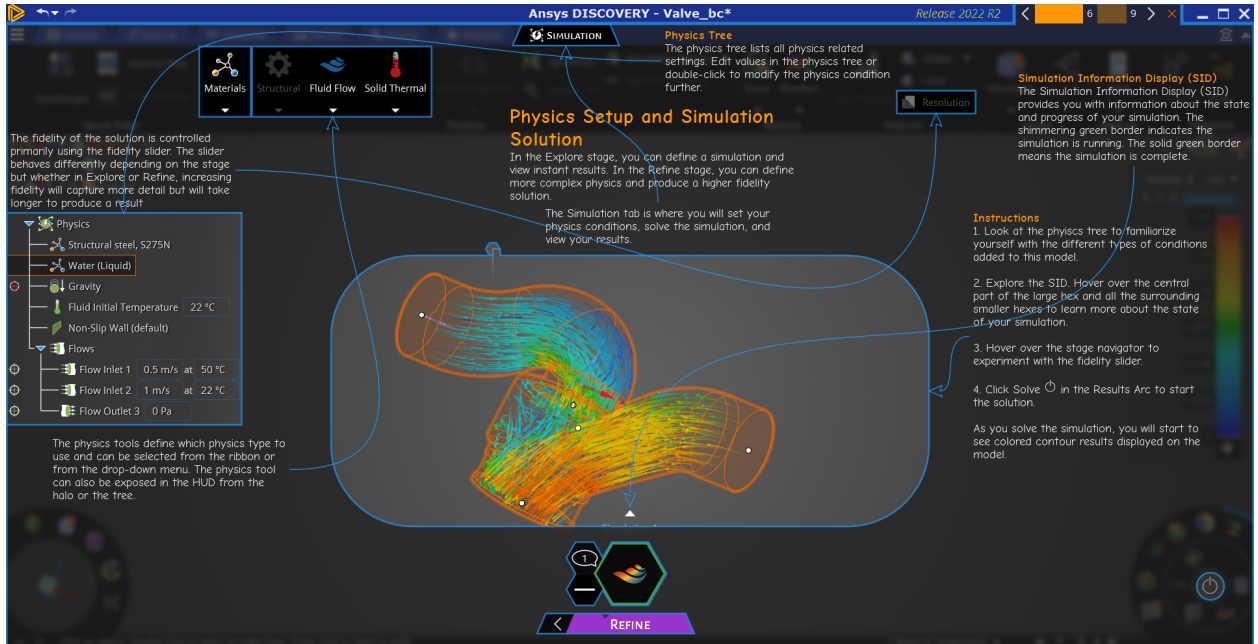 Ansys DISCOVERY - Valve_bc*
Release 2022 R2
6
9
SIMULATION
Materials
Structural
Fluid Flow
Solid Thermal
Physics Tree
The physics tree lists all physics related
settings. Edit values in the physics tree or
double-click to modify the physics condition
further.
Resolution
Simulation Information Display (SID)
The Simulation Information Display (SID)
provides you with information about the state
and progress of your simulation. The
shimmering green border indicates the
simulation is running. The solid green border
means the simulation is complete.
Physics Setup and Simulation
Solution
In the Explore stage, you can define a simulation and
view instant results. In the Refine stage, you can define
more complex physics and produce a higher fidelity
solution.
The Simulation tab is where you will set your
physics conditions, solve the simulation, and
view your results.
The fidelity of the solution is controlled
primarily using the fidelity slider. The slider
behaves differently depending on the stage
but whether in Explore or Refine, increasing
fidelity will capture more detail but will take
longer to produce a result
Physics
Structural steel, S275N
Water (Liquid)
Gravity
Fluid Initial Temperature 22 °C
Non-Slip Wall (default)
Flows
Flow Inlet 1 0.5 m/s at 50 °C
Flow Inlet 2 1 m/s at 22 °C
Flow Outlet 3 0 Pa
The physics tools define which physics type to
use and can be selected from the ribbon or
from the drop-down menu. The physics tool
can also be exposed in the HUD from the
halo or the tree.
Instructions
1. Look at the phyiscs tree to familiarize
yourself with the different types of conditions
added to this model.
2. Explore the SID. Hover over the central
part of the large hex and all the surrounding
smaller hexes to learn more about the state
of your simulation.
3. Hover over the stage navigator to
experiment with the fidelity slider.
4. Click Solve in the Results Arc to start
the solution.
As you solve the simulation, you will start to
see colored contour results displayed on the
model.
1
REFINE